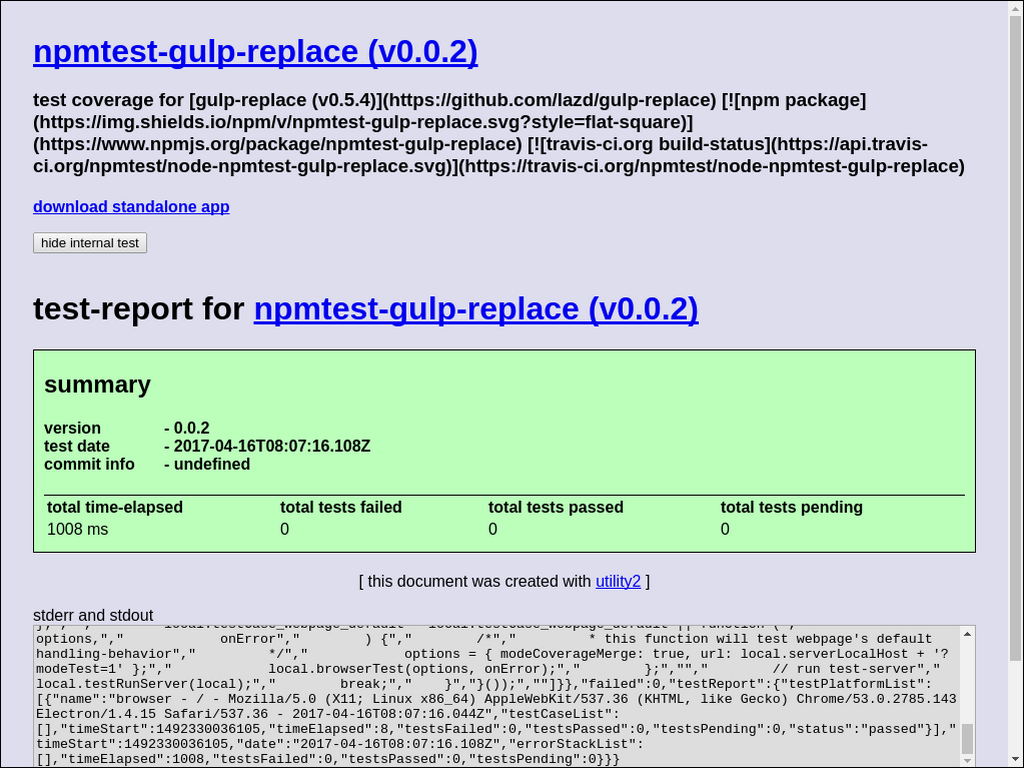 npmtest-gulp-replace (v0.0.2)
test coverage for [gulp-replace (v0.5.4)](https://github.com/lazd/gulp-replace) [![npm package]
(https://img.shields.io/npm/v/npmtest-gulp-replace.svg?style=flat-square)]
(https://www.npmjs.org/package/npmtest-gulp-replace) [![travis-ci.org build-status](https://api.travis-
ci.org/npmtest/node-npmtest-gulp-replace.svg)](https://travis-ci.org/npmtest/node-npmtest-gulp-replace)
download standalone app
hide internal test
test-report for npmtest-gulp-replace (v0.0.2)
summary
version - 0.0.2
test date - 2017-04-16T08:07:16.108Z
commit info - undefined
total time-elapsed total tests failed total tests passed total tests pending
1008 ms 0 0 0
[ this document was created with utility2 ]
stderr and stdout
options,","            onError","        ) {","        /*","         * this function will test webpage's default
handling-behavior","         */","            options = { modeCoverageMerge: true, url: local.serverLocalHost + '?
modeTest=1' };","            local.browserTest(options, onError);","        };","","        // run test-server","
local.testRunServer(local);","        break;","    }","}());",""]}},"failed":0,"testReport":{"testPlatformList":
[{"name":"browser - / - Mozilla/5.0 (X11; Linux x86_64) AppleWebKit/537.36 (KHTML, like Gecko) Chrome/53.0.2785.143
Electron/1.4.15 Safari/537.36 - 2017-04-16T08:07:16.044Z","testCaseList":
[],"timeStart":1492330036105,"timeElapsed":8,"testsFailed":0,"testsPassed":0,"testsPending":0,"status":"passed"}],"
timeStart":1492330036105,"date":"2017-04-16T08:07:16.108Z","errorStackList":
[],"timeElapsed":1008,"testsFailed":0,"testsPassed":0,"testsPending":0}}}